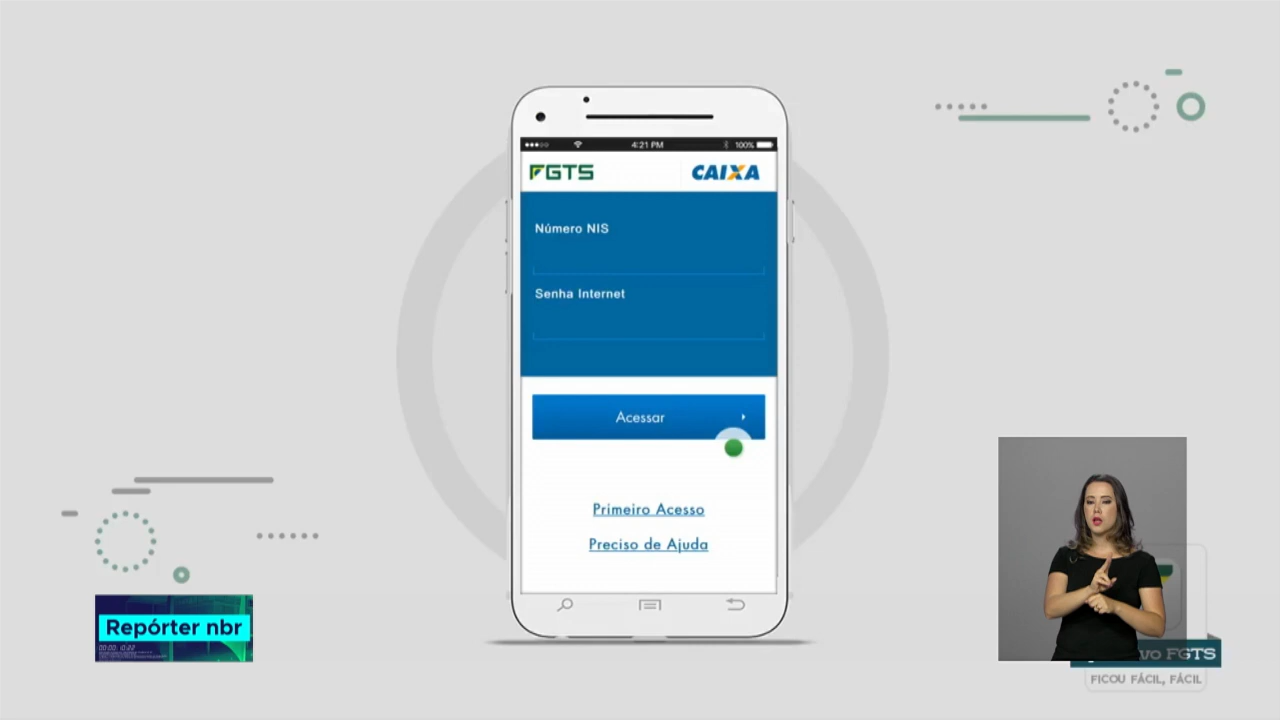 4:21 PM
100%
FGTS
CAIXA
Número NIS
Senha Internet
Acessar
Primeiro Acesso
Preciso de Ajuda
Repórter nbr
FGTS
FICOU FÁCIL, FÁCIL